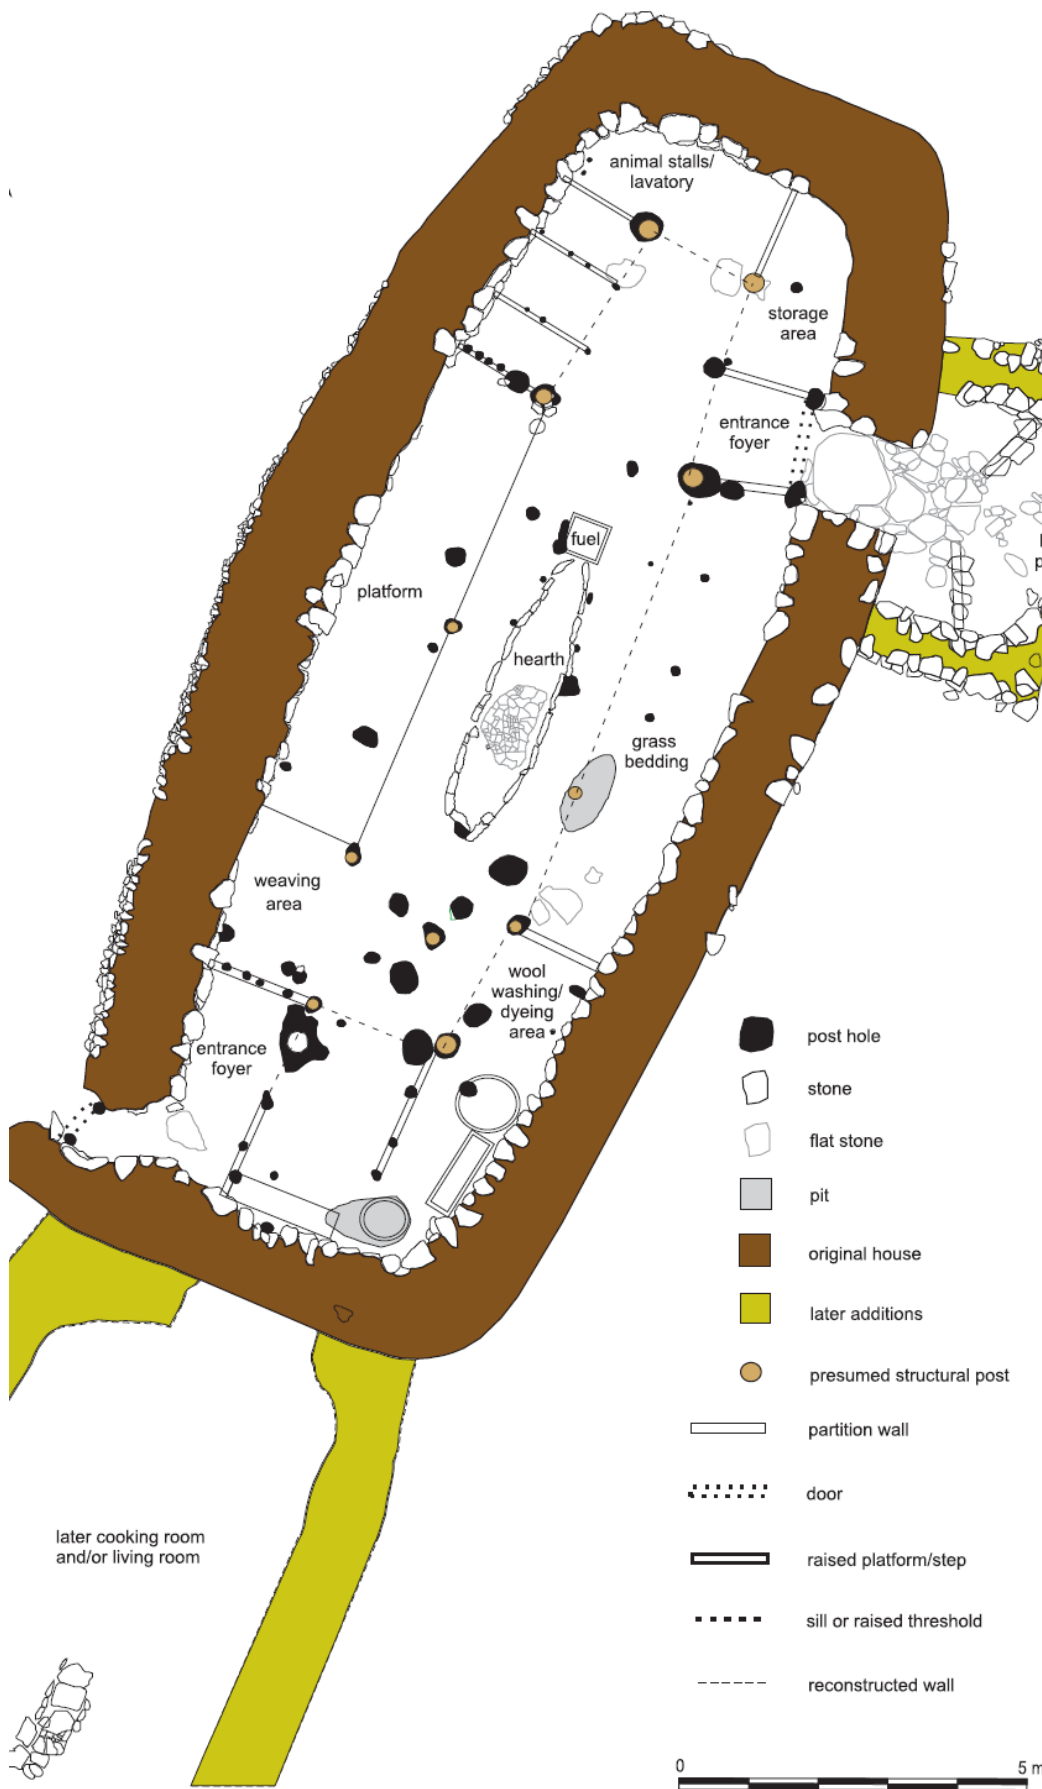 animal stalls/
lavatory
storage
area
entrance
foyer
fuel
platform
hearth
grass
bedding
weaving
area
wool
washing/
dyeing
area
entrance
foyer
post hole
stone
flat stone
pit
original house
later additions
presumed structural post
partition wall
door
raised platform/step
sill or raised threshold
reconstructed wall
later cooking room
and/or living room
0 5 m